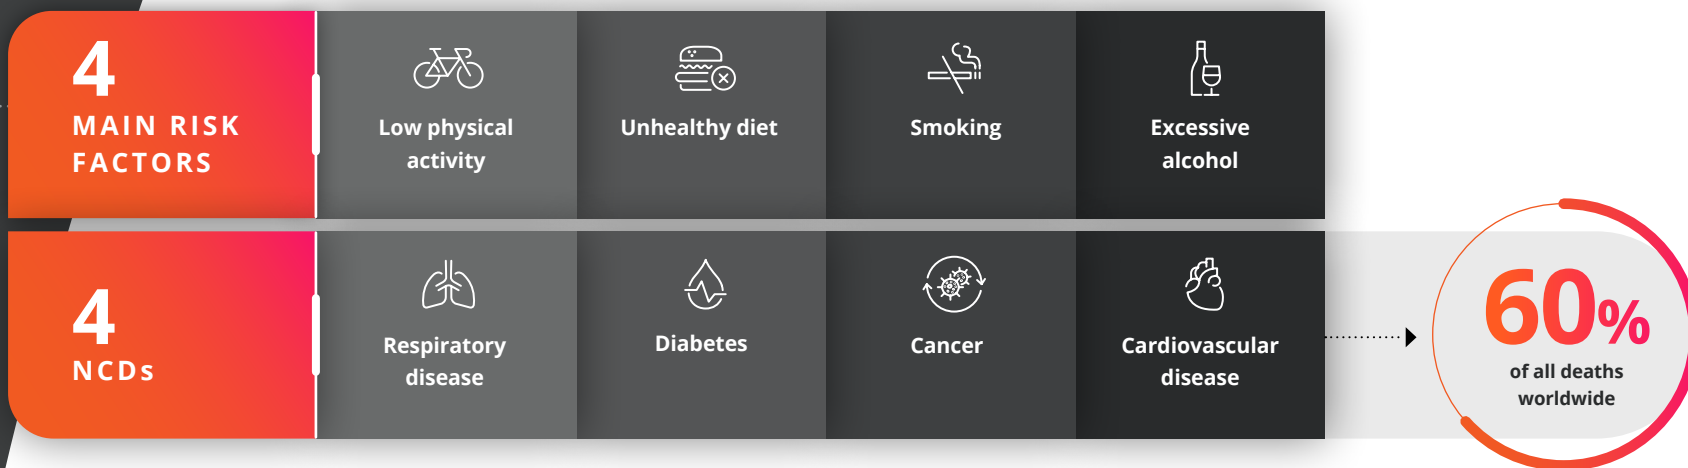 4
MAIN RISK
FACTORS
Low physical
activity
Unhealthy diet
Smoking
Excessive
alcohol
4
NCDs
Respiratory
disease
Diabetes
Cancer
Cardiovascular
disease
60%
of all deaths
worldwide